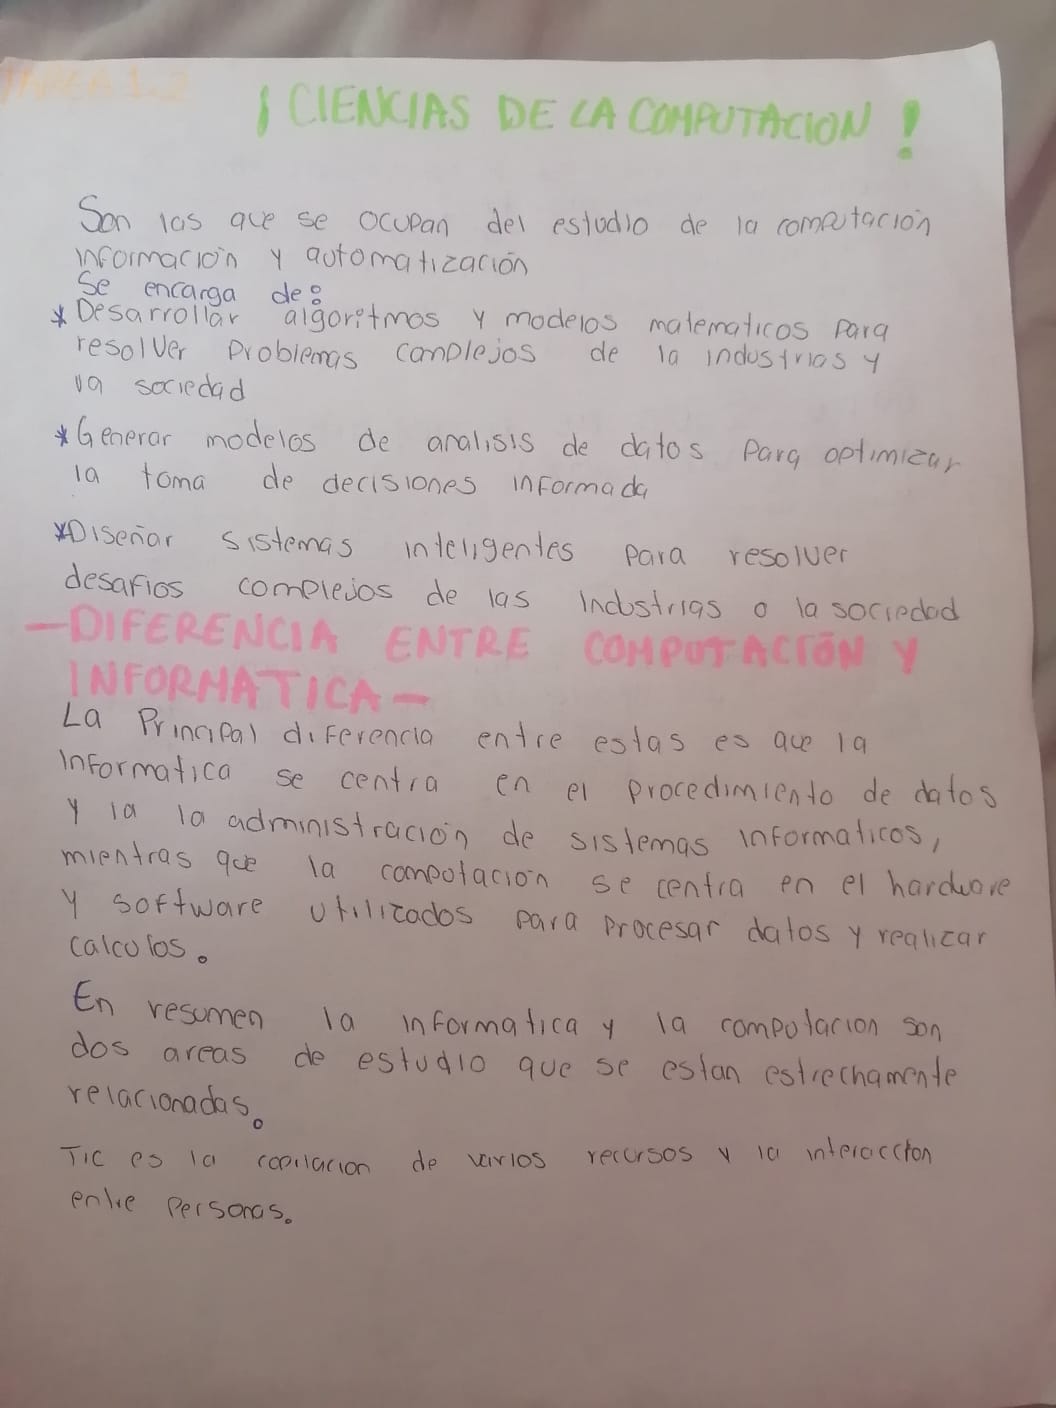 TAREA 1.2
¡ CIENCIAS DE LA COMPUTACION !
Son las que se ocupan del estudio de la computación
informacion y automatización
Se encarga de:
* Desarrollar algoritmos y modelos matematicos para
resolver problemas complejos de la industrias y
la sociedad
* Generar modelos de analisis de datos para optimizar
la toma de decisiones informada
* Diseñar sistemas inteligentes para resolver
desafios complejos de las industrias o la sociedad
- DIFERENCIA ENTRE COMPUTACIÓN Y
INFORMATICA -
La principal diferencia entre estas es que la
informatica se centra en el procedimiento de datos
y la la administración de sistemas informaticos,
mientras que la computacion se centra en el hardware
y software utilizados para procesar datos y realizar
calculos.
En resumen la informatica y la computacion son
dos areas de estudio que se estan estrechamente
relacionadas.
TIC es la copilacion de varios recursos y la interaccion
entre personas.